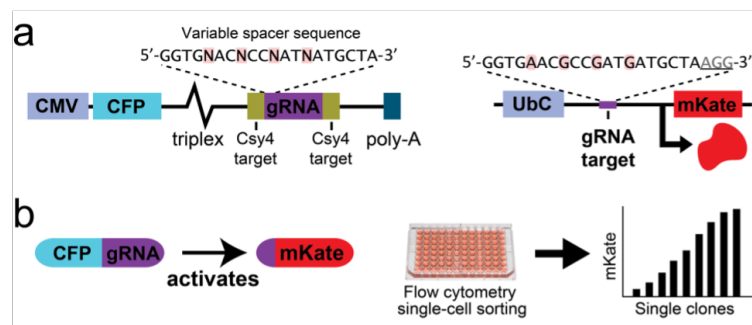 a
Variable spacer sequence
5’-GGTGNACNCCNATNATGCTA-3’
5’-GGTGAACGCCGATGATGCTAAGG-3’
CMV CFP gRNA UbC mKate
triplex Csy4 target Csy4 target poly-A gRNA target
b
CFP gRNA activates mKate
Flow cytometry
single-cell sorting
mKate
Single clones